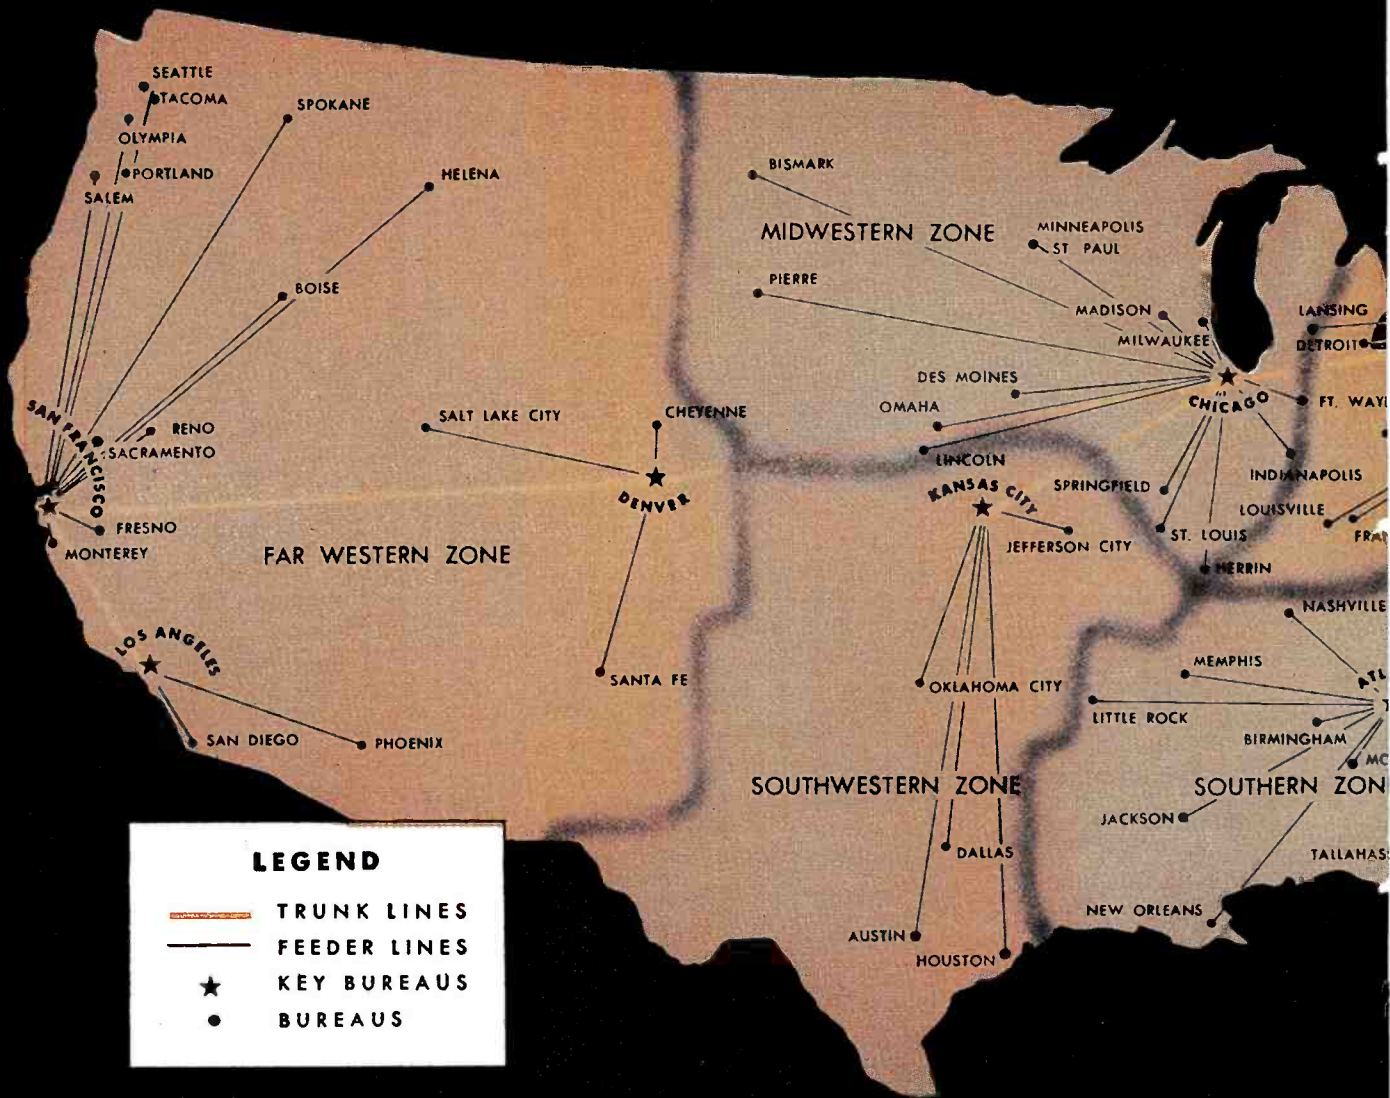 SEATTLE
TACOMA
SPOKANE
OLYMPIA
PORTLAND
SALEM
HELENA
BOISE
SAN FRANCISCO
RENO
SACRAMENTO
FRESNO
MONTEREY
SALT LAKE CITY
CHEYENNE
DENVER
FAR WESTERN ZONE
LOS ANGELES
SANTA FE
SAN DIEGO
PHOENIX
BISMARK
MIDWESTERN ZONE
MINNEAPOLIS
ST PAUL
PIERRE
MADISON
MILWAUKEE
LANSING
DETROIT
DES MOINES
OMAHA
CHICAGO
FT. WAY
LINCOLN
KANSAS CITY
SPRINGFIELD
INDIANAPOLIS
LOUISVILLE
JEFFERSON CITY
ST. LOUIS
FRA
HERRIN
NASHVILLE
MEMPHIS
ATL
OKLAHOMA CITY
LITTLE ROCK
BIRMINGHAM
MO
SOUTHWESTERN ZONE
SOUTHERN ZON
JACKSON
DALLAS
TALLAHAS
NEW ORLEANS
AUSTIN
HOUSTON
LEGEND
TRUNK LINES
FEEDER LINES
KEY BUREAUS
BUREAUS